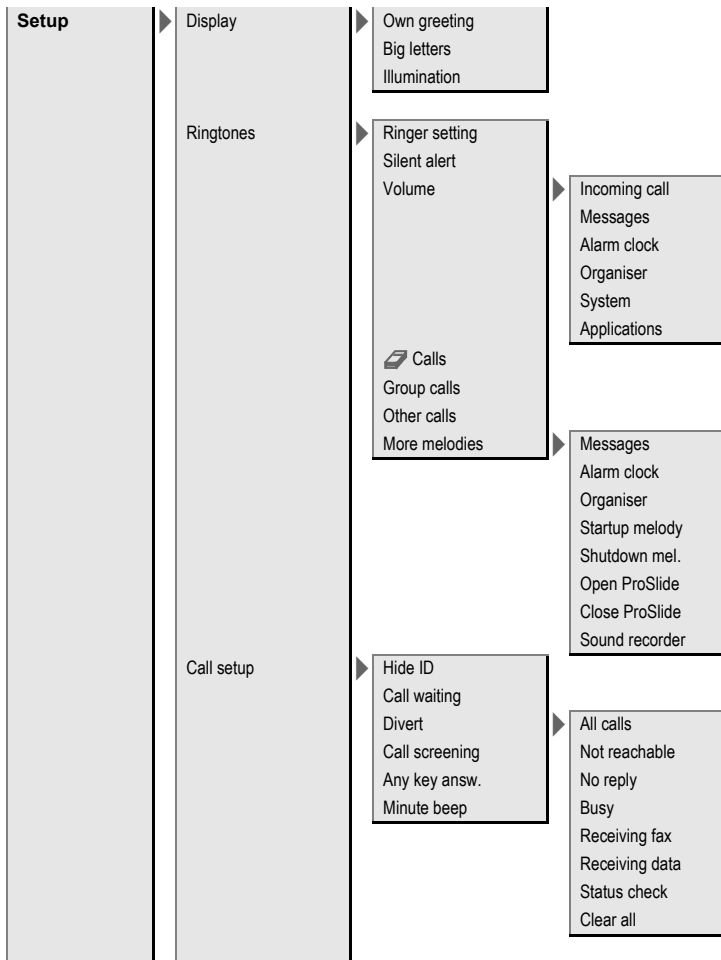 Setup
Display
Own greeting
Big letters
Illumination
Ringtones
Ringer setting
Silent alert
Volume
Incoming call
Messages
Alarm clock
Organiser
System
Applications
Calls
Group calls
Other calls
More melodies
Messages
Alarm clock
Organiser
Startup melody
Shutdown mel.
Open ProSlide
Close ProSlide
Sound recorder
Call setup
Hide ID
Call waiting
Divert
All calls
Not reachable
No reply
Busy
Receiving fax
Receiving data
Status check
Clear all
Call screening
Any key answ.
Minute beep